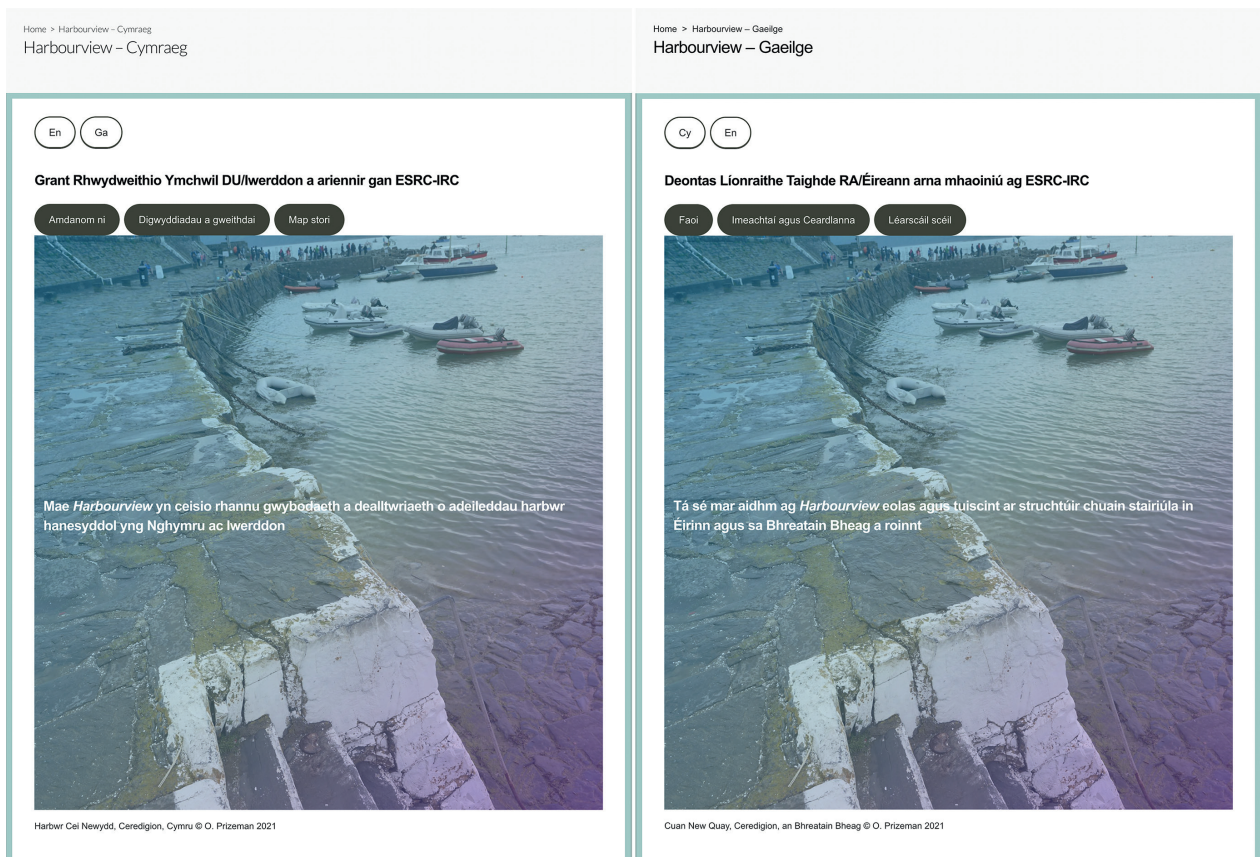 Home > Harbourview – Cymraeg
Harbourview – Cymraeg
En
Ga
Grant Rhwydweithio Ymchwil DU/Iwerddon a ariennir gan ESRC-IRC
Amdanom ni
Digwyddiadau a gweithdai
Map stori
Mae Harbourview yn ceisio rhannu gwybodaeth a dealltwriaeth o adeileddau harbwr
hanesyddol yng Nghymru ac Iwerddon
Harbwr Cei Newydd, Ceredigion, Cymru © O. Prizeman 2021
Home > Harbourview – Gaeilge
Harbourview – Gaeilge
Cy
En
Deontas Líonraithe Taighde RA/Éireann arna mhaoiniú ag ESRC-IRC
Faoi
Imeachtaí agus Ceardlanna
Léarscáil scéil
Tá sé mar aidhm ag Harbourview eolas agus tuiscint ar struchtúir chuain stairiúla in
Éirinn agus sa Bhreatain Bheag a roinnt
Cuan New Quay, Ceredigion, an Bhreatain Bheag © O. Prizeman 2021